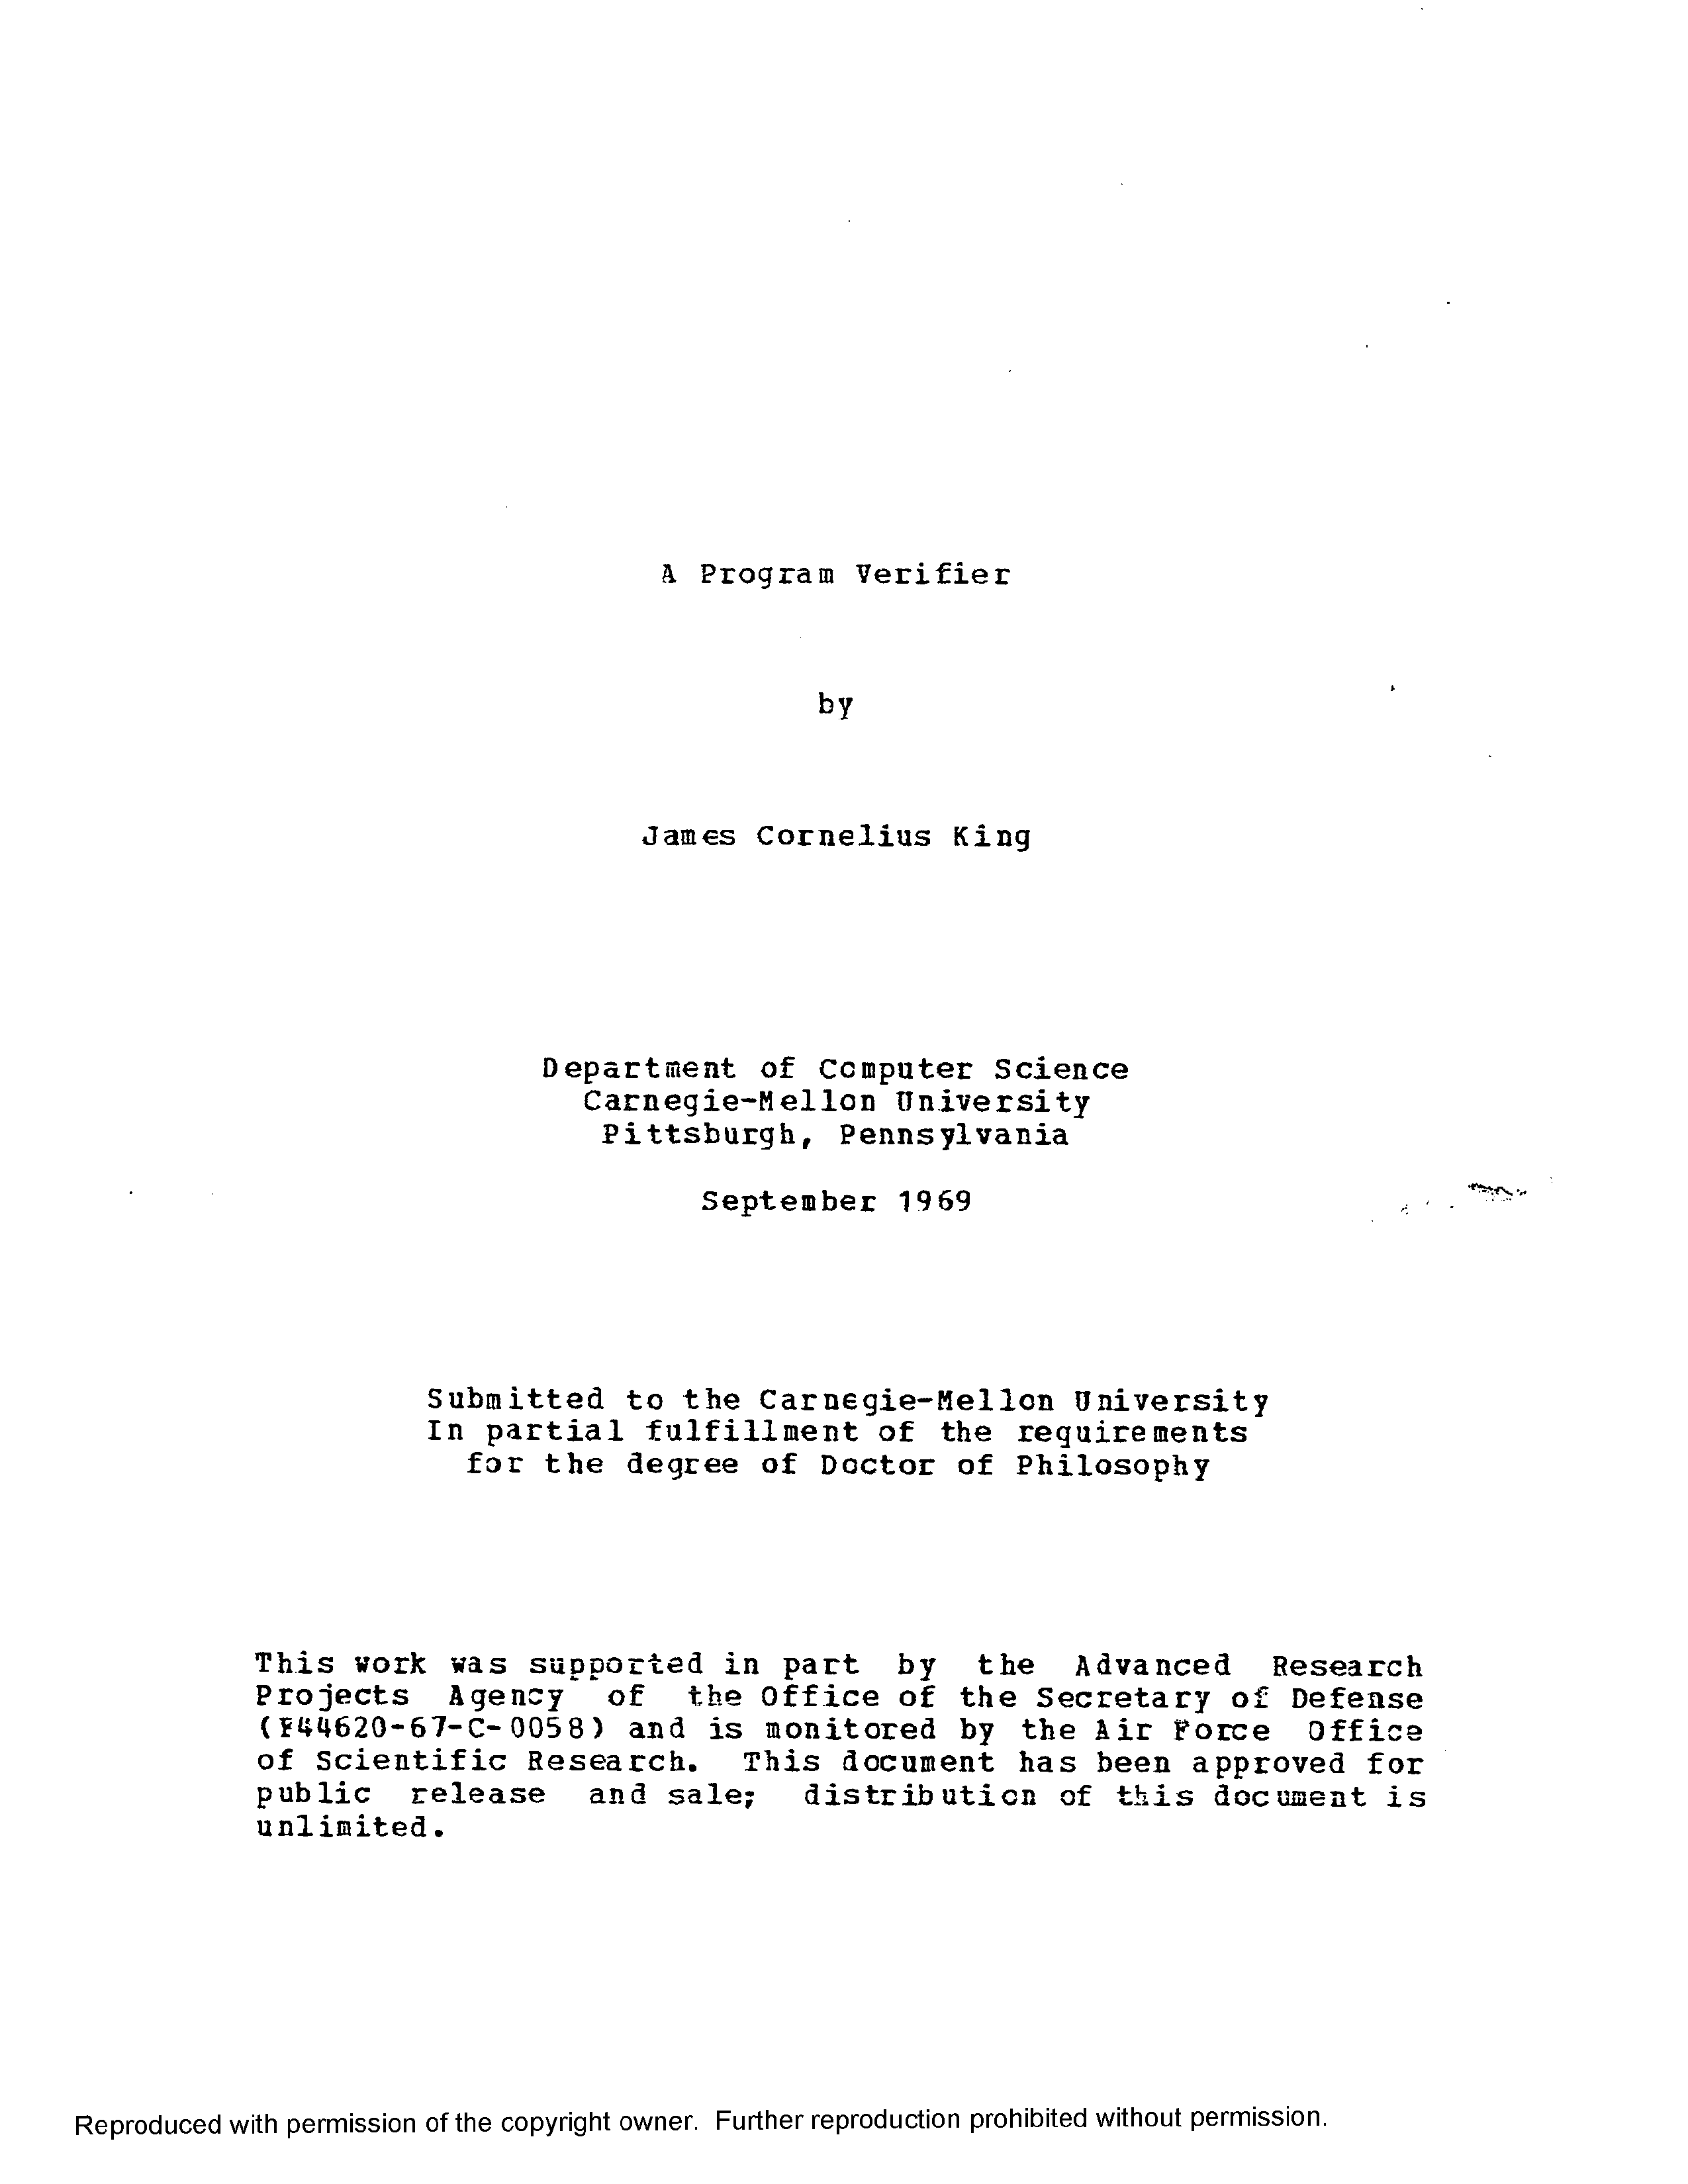 A Program Verifier
by
James Cornelius King
Department of Computer Science
Carnegie-Mellon University
Pittsburgh, Pennsylvania
September 1969
Submitted to the Carnegie-Mellon University
In partial fulfillment of the requirements
for the degree of Doctor of Philosophy
This work was supported in part by the Advanced Research
Projects Agency of the Office of the Secretary of Defense
(F44620-67-C-0058) and is monitored by the Air Force Office
of Scientific Research. This document has been approved for
public release and sale; distribution of this document is
unlimited.
Reproduced with permission of the copyright owner. Further reproduction prohibited without permission.